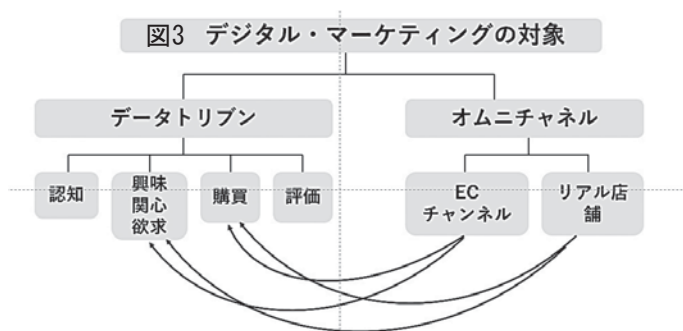 図3 デジタル・マーケティングの対象
データトリブン
オムニチャネル
認知
興味
関心
欲求
購買
評価
EC
チャンネル
リアル店
舗